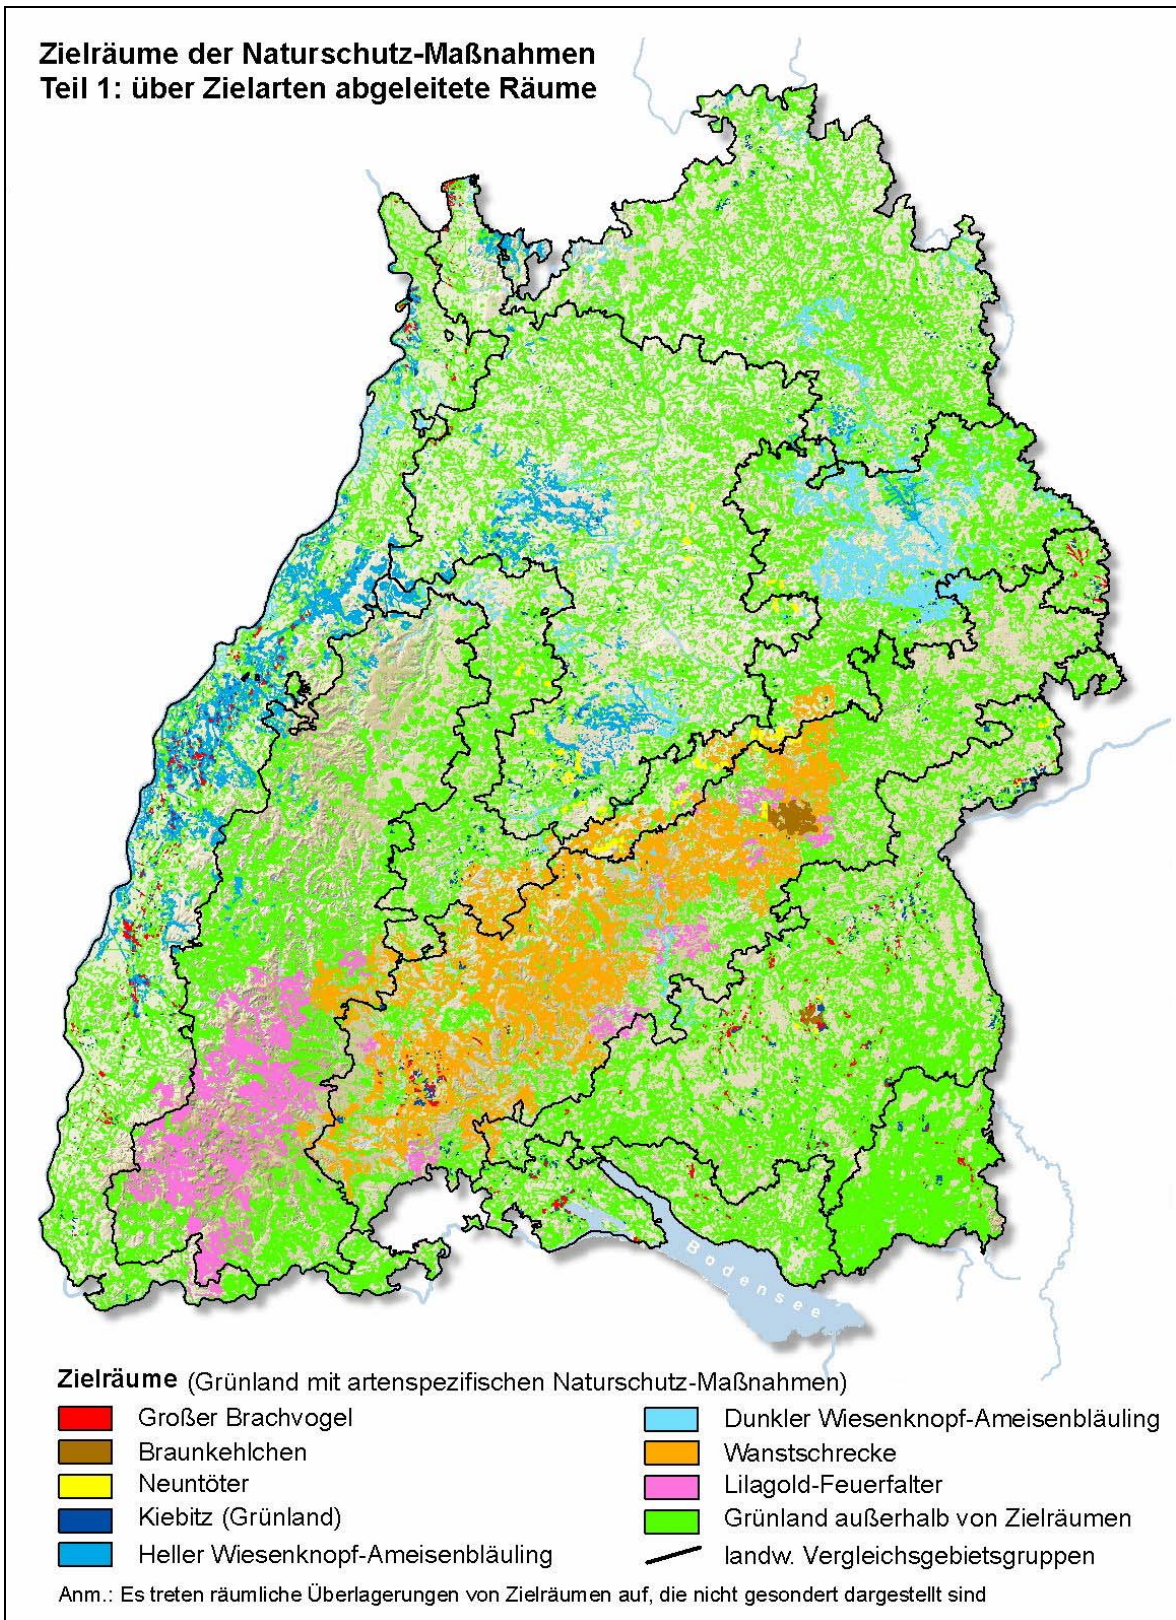 Zielräume der Naturschutz-Maßnahmen
Teil 1: über Zielarten abgeleitete Räume
Bodensee
Zielräume (Grünland mit artenspezifischen Naturschutz-Maßnahmen)
Großer Brachvogel
Braunkehlchen
Neuntöter
Kiebitz (Grünland)
Heller Wiesenknopf-Ameisenbläuling
Dunkler Wiesenknopf-Ameisenbläuling
Wanstschrecke
Lilagold-Feuerfalter
Grünland außerhalb von Zielräumen
landw. Vergleichsgebietsgruppen
Anm.: Es treten räumliche Überlagerungen von Zielräumen auf, die nicht gesondert dargestellt sind